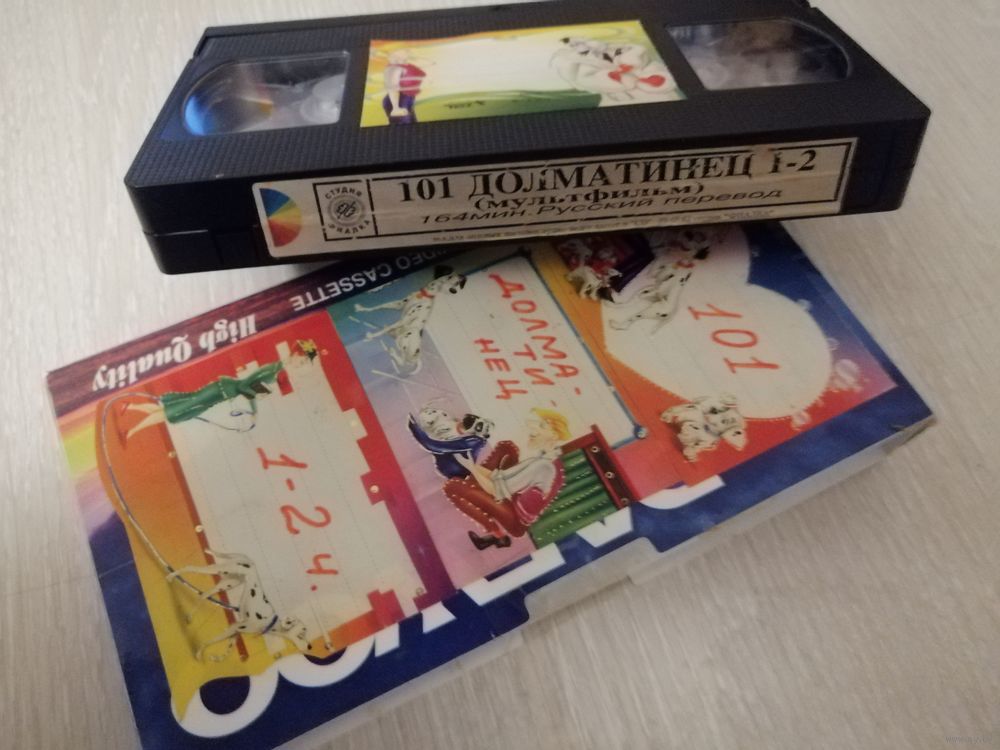 СТУДИЯ
ФИАЛКА
101 ДОЛМАТИНЕЦ 1-2
(мультфильм)
164мин. Русский перевод
VIDEO CASSETTE
High Quality
101
ДОЛМА-
ТИ-
НЕЦ
1-2 ч.